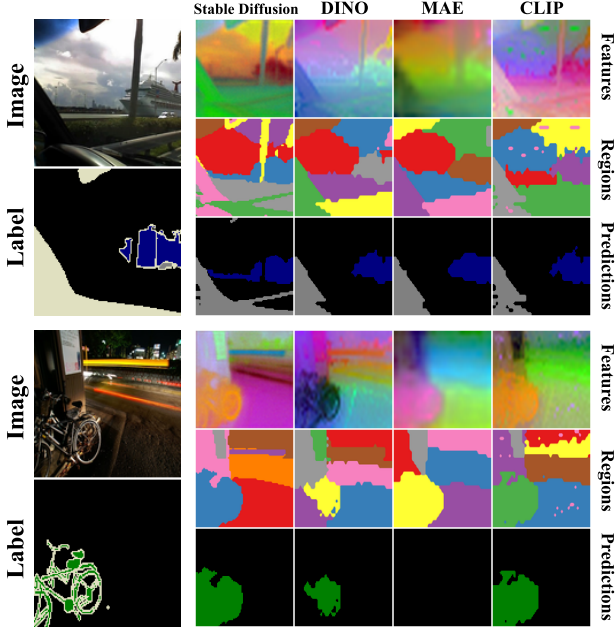 Stable Diffusion DINO MAE CLIP
Image
Features
Regions
Label
Predictions
Image
Features
Regions
Label
Predictions